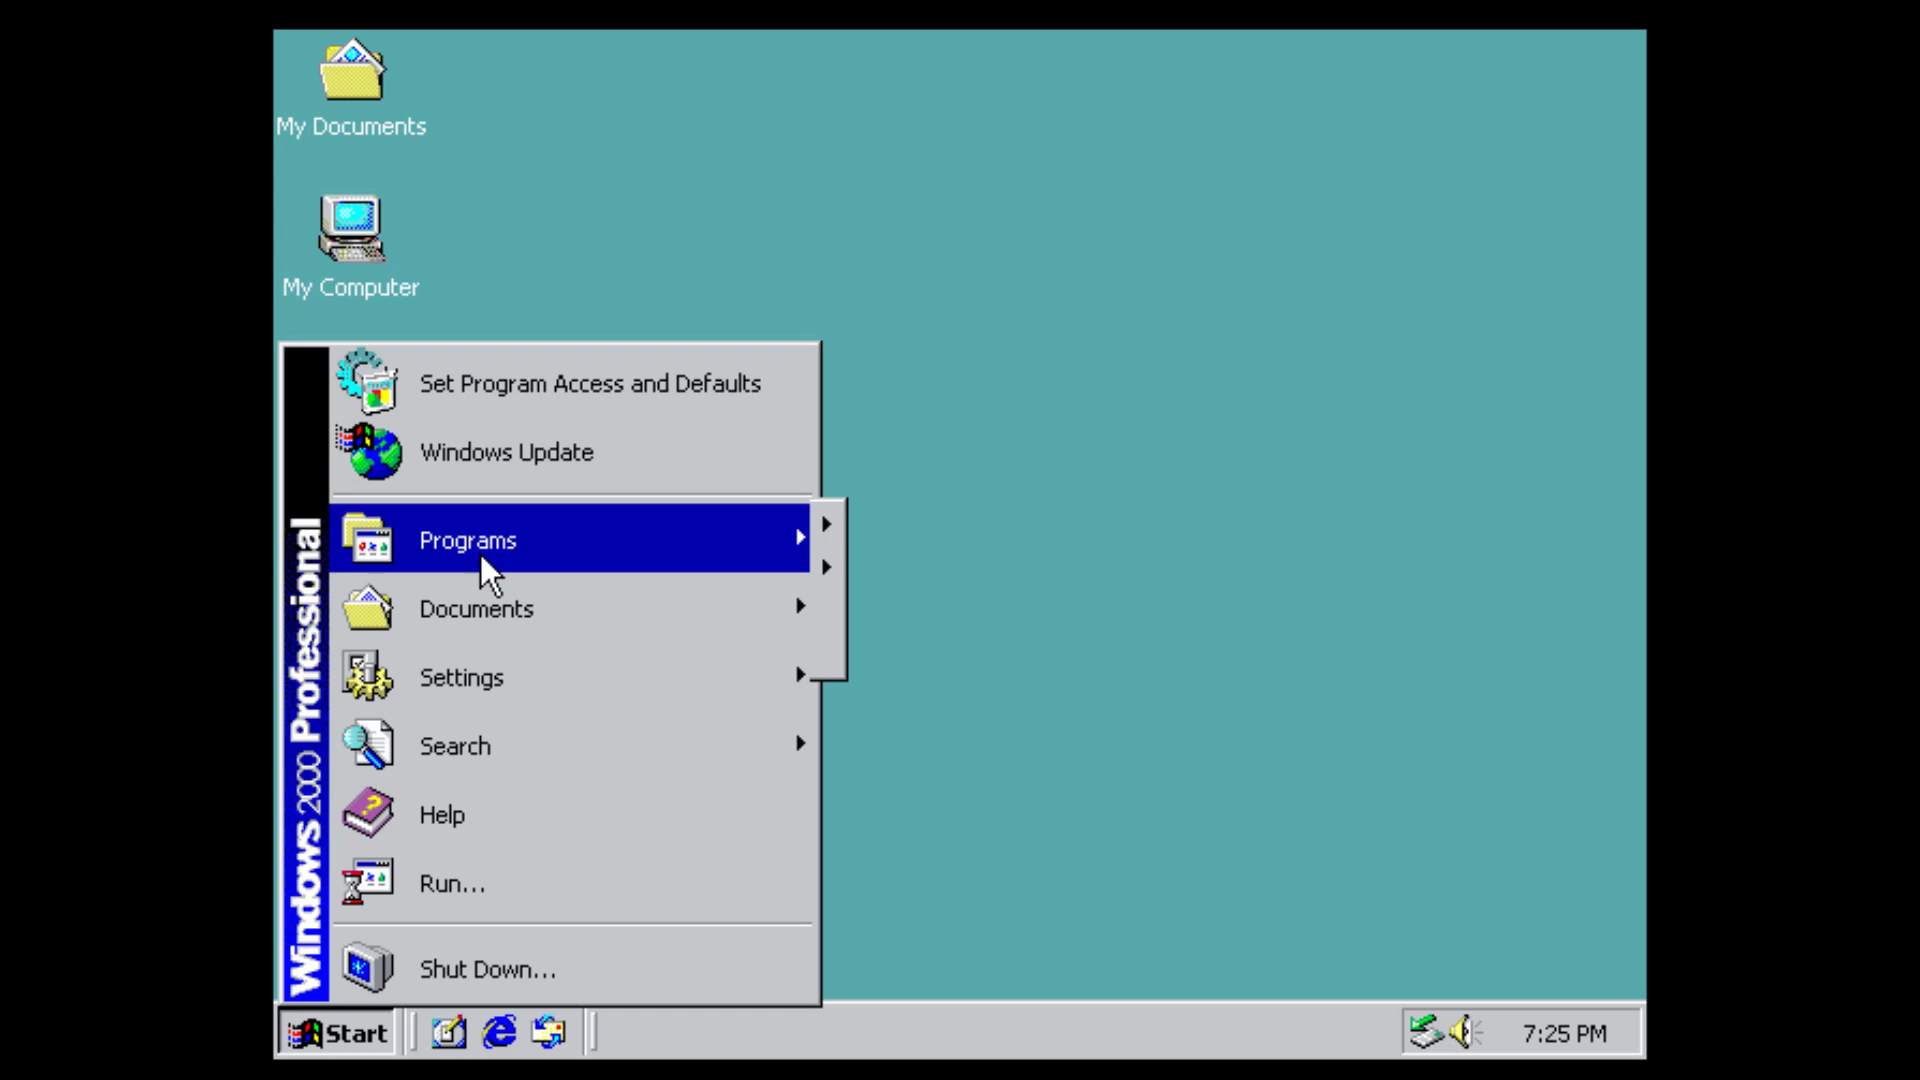 My Documents
My Computer
Set Program Access and Defaults
Windows Update
Programs
Documents
Settings
Search
Help
Run...
Shut Down...
Windows 2000 Professional
Start
7:25 PM